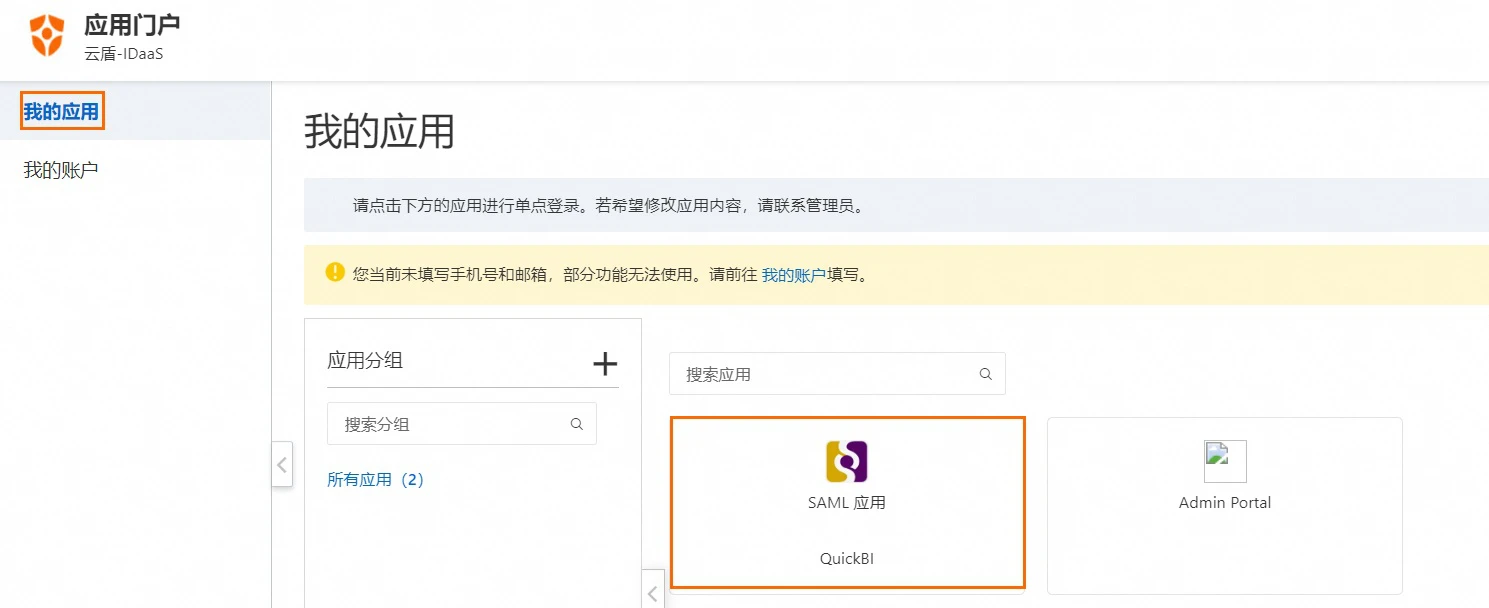 应用门户
云盾-IDaaS
我的应用
我的账户
我的应用
请点击下方的应用进行单点登录。若希望修改应用内容，请联系管理员。
您当前未填写手机号和邮箱，部分功能无法使用。请前往 我的账户填写。
应用分组
搜索分组
所有应用（2）
搜索应用
SAML 应用
QuickBI
Admin Portal